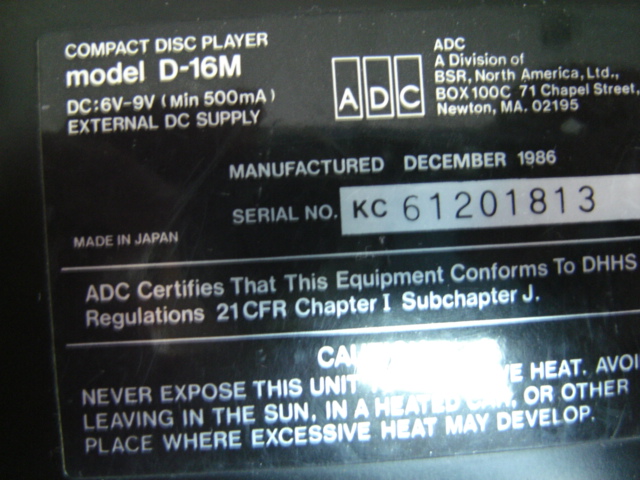 COMPACT DISC PLAYER
model D-16M
DC:6V-9V (Min 500mA)
EXTERNAL DC SUPPLY
ADC
ADC
A Division of
BSR, North America, Ltd.,
BOX 100C 71 Chapel Street,
Newton, MA. 02195
MANUFACTURED DECEMBER 1986
SERIAL NO. KC 61201813
MADE IN JAPAN
ADC Certifies That This Equipment Conforms To DHHS
Regulations 21 CFR Chapter I Subchapter J.
NEVER EXPOSE THIS UNIT HEAT. AVOI
LEAVING IN THE SUN, IN A HEATED CAR, OR OTHER
PLACE WHERE EXCESSIVE HEAT MAY DEVELOP.